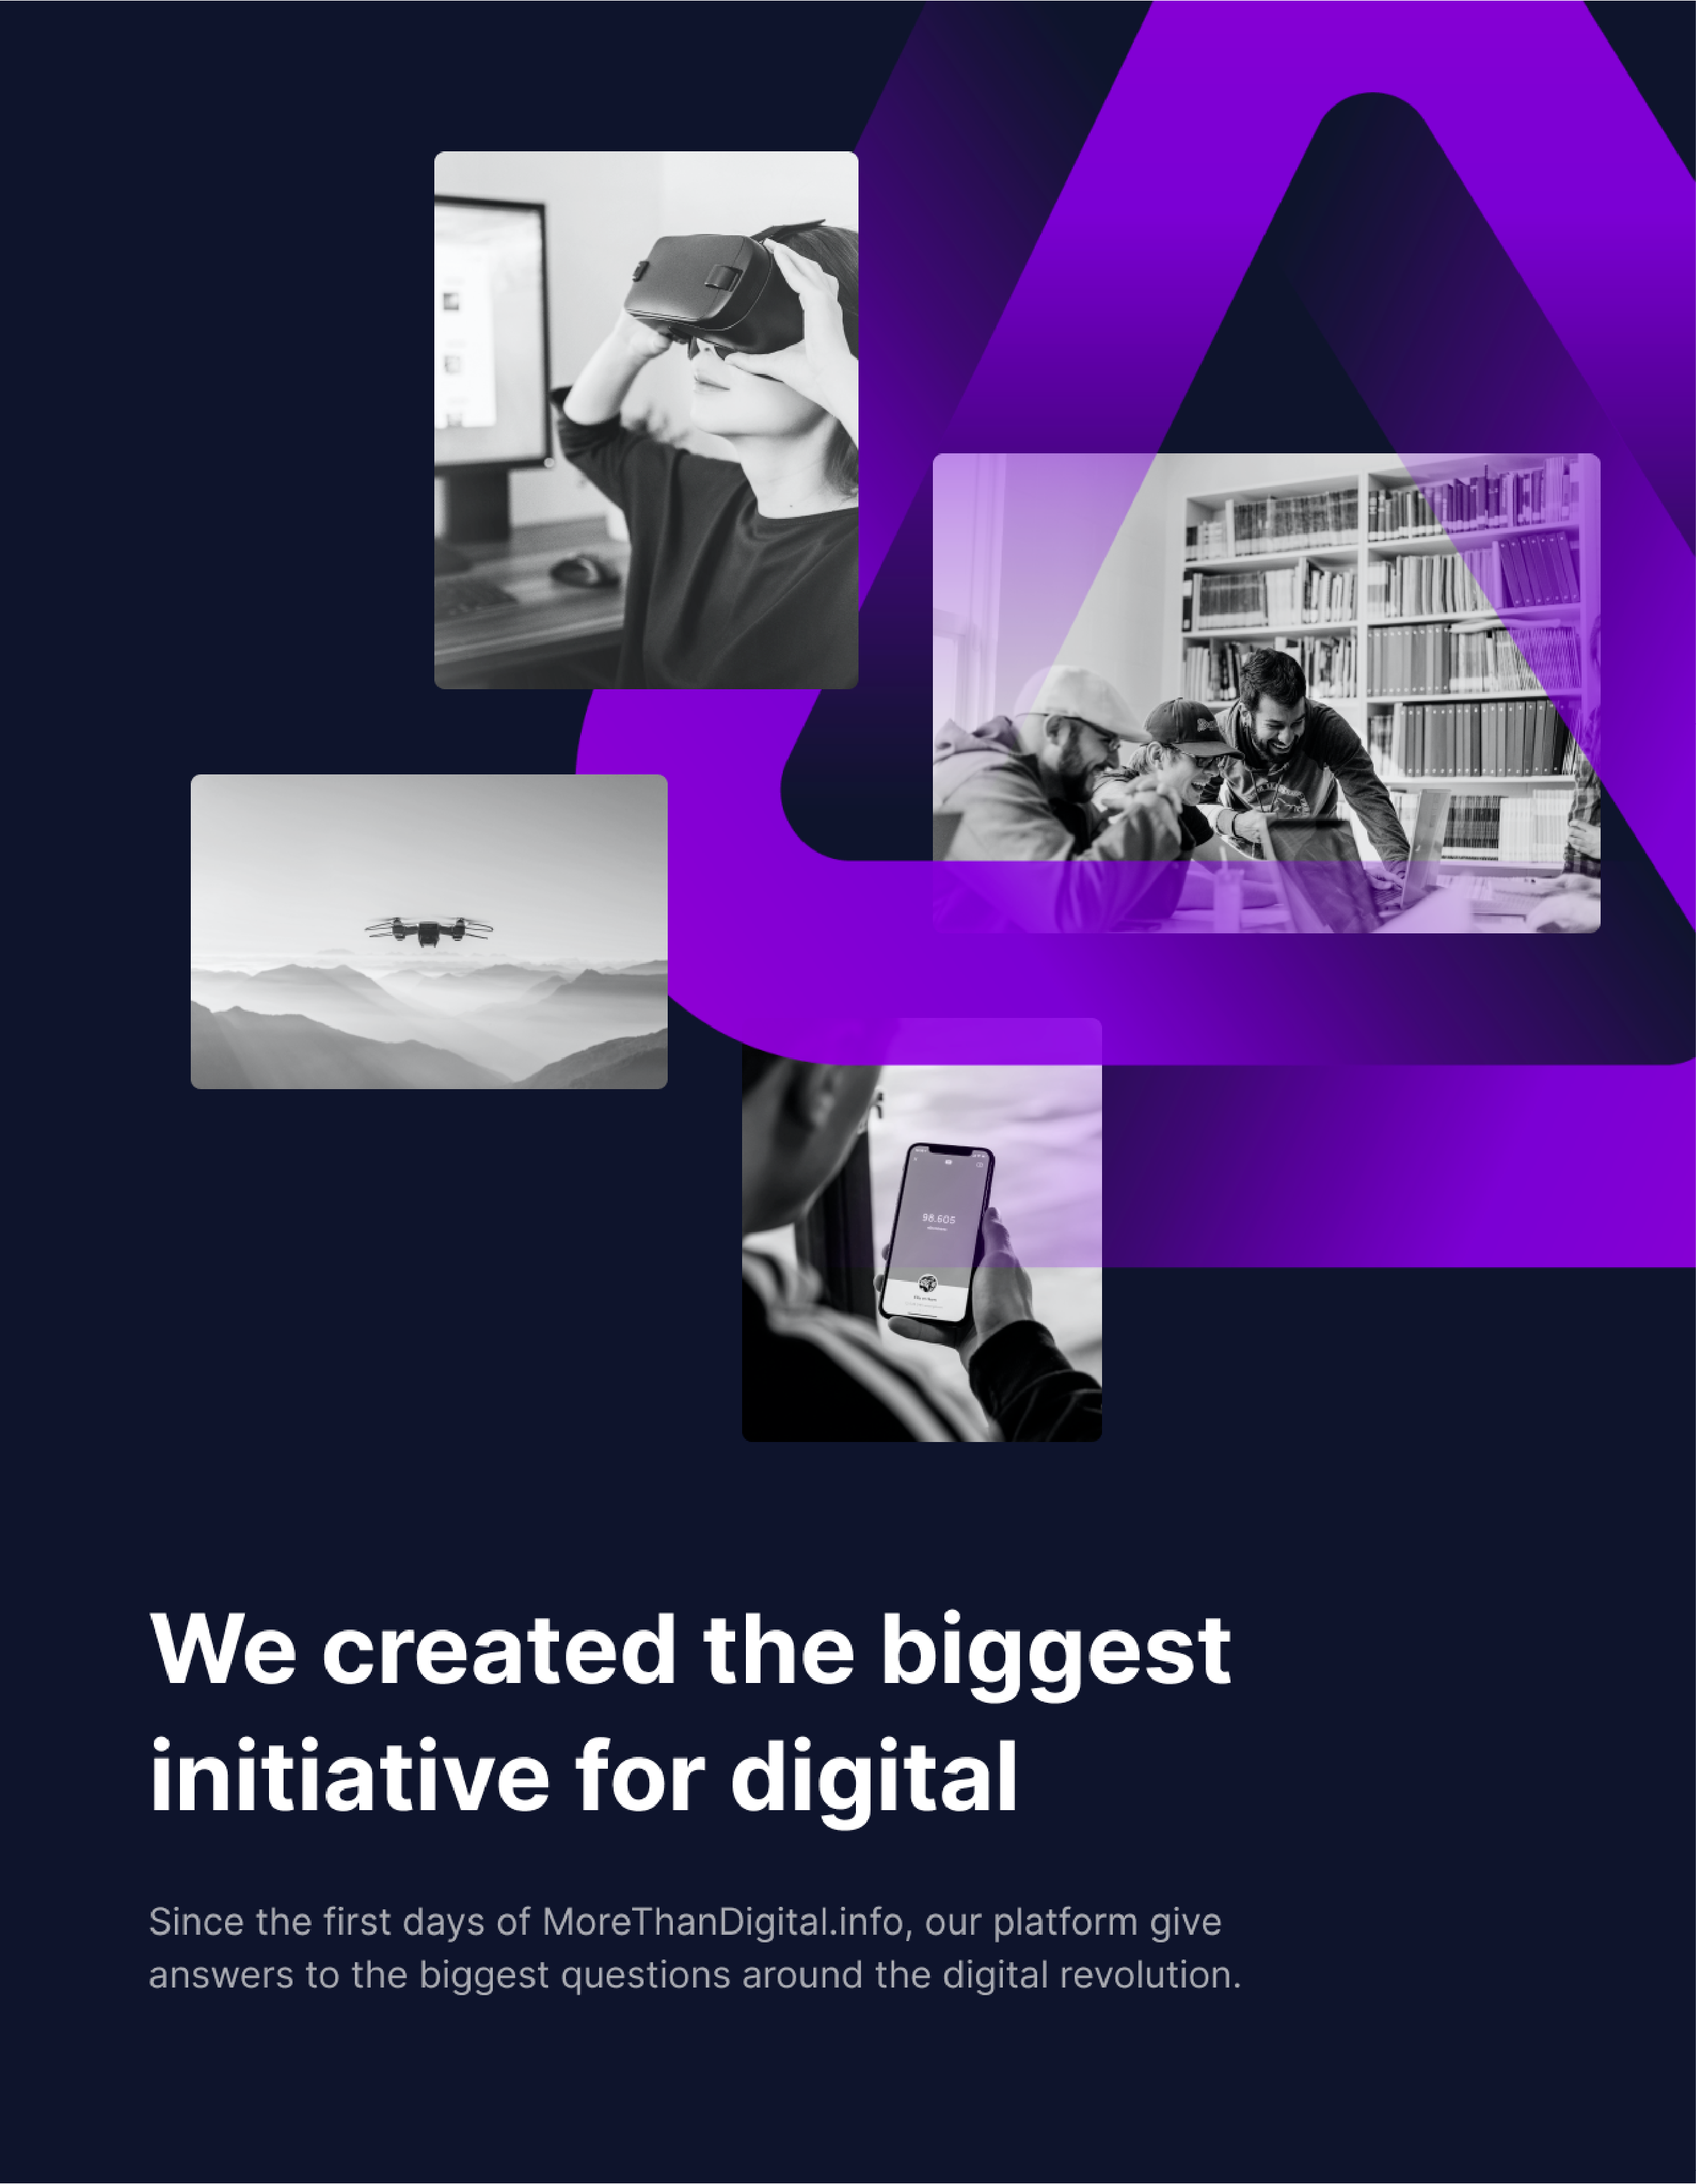 98.605
We created the biggest
initiative for digital
Since the first days of MoreThanDigital.info, our platform give
answers to the biggest questions around the digital revolution.